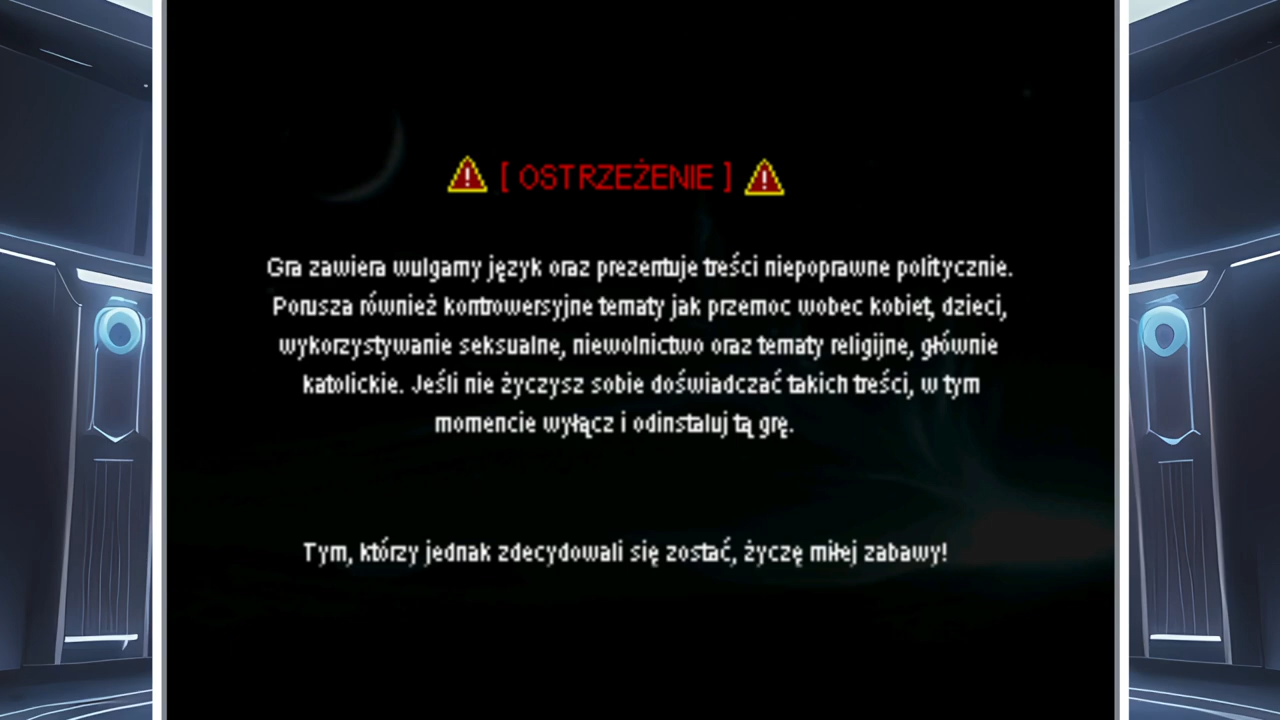 [ OSTRZEŻENIE ]
Gra zawiera wulgarny język oraz prezentuje treści niepoprawne politycznie.
Porusza również kontrowersyjne tematy jak przemoc wobec kobiet, dzieci,
wykorzystywanie seksualne, niewolnictwo oraz tematy religijne, głównie
katolickie. Jeśli nie życzysz sobie doświadczać takich treści, w tym
momencie wyłącz i odinstaluj tą grę.
Tym, którzy jednak zdecydowali się zostać, życzę miłej zabawy!